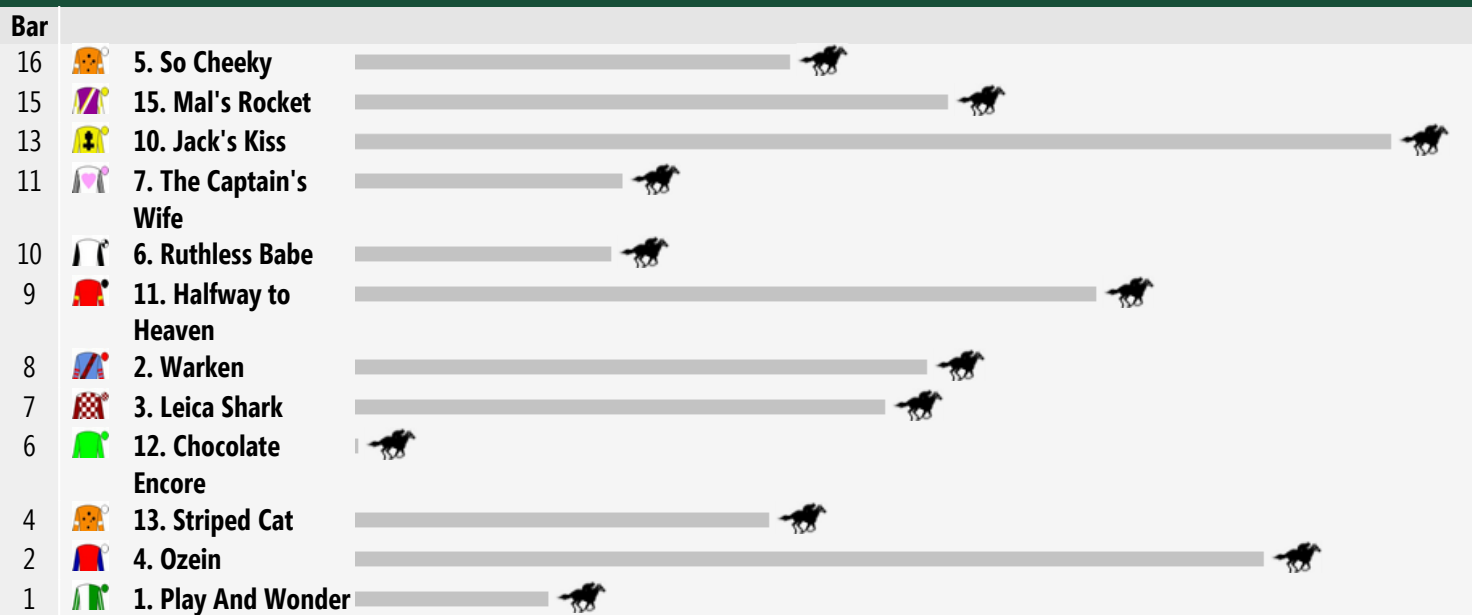 Bar
16 5. So Cheeky
15 15. Mal's Rocket
13 10. Jack's Kiss
11 7. The Captain's
Wife
10 6. Ruthless Babe
9 11. Halfway to
Heaven
8 2. Warken
7 3. Leica Shark
6 12. Chocolate
Encore
4 13. Striped Cat
2 4. Ozein
1 1. Play And Wonder